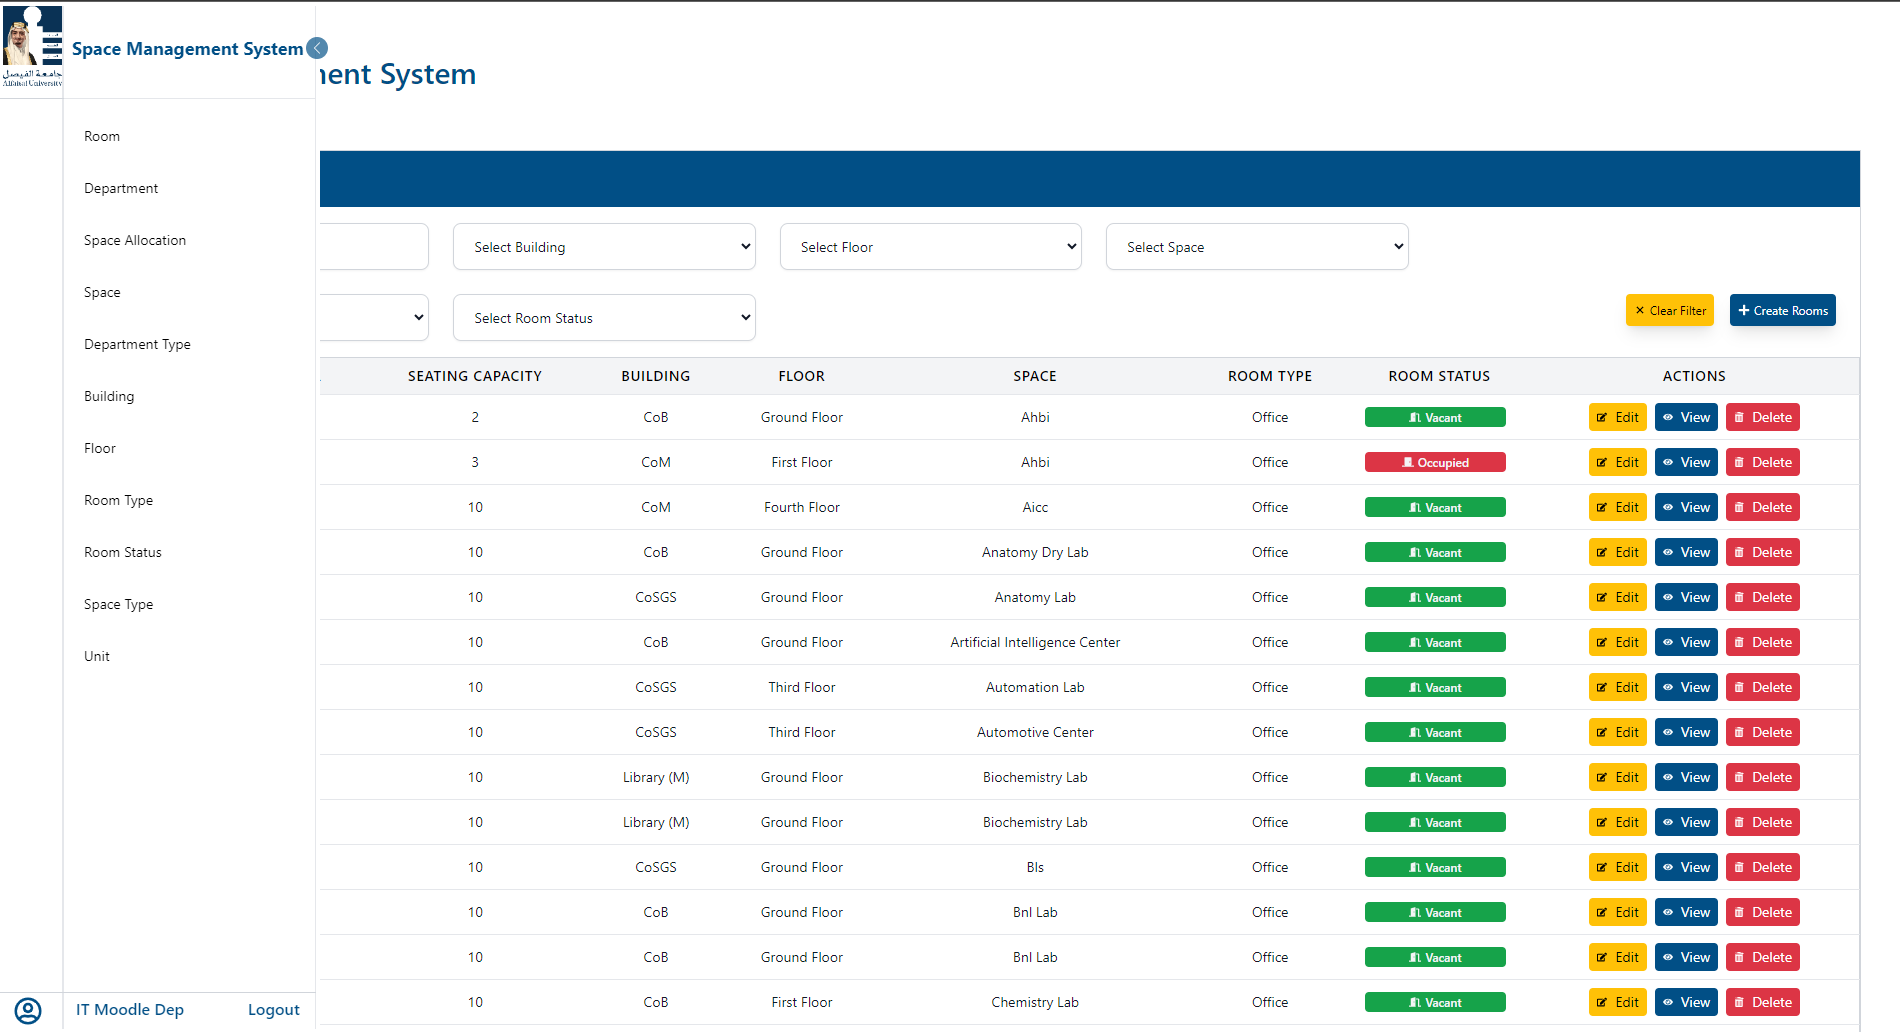 جامعة الفيصل
Alfaisal University
Space Management System
nent System
Room
Department
Space Allocation
Space
Department Type
Building
Floor
Room Type
Room Status
Space Type
Unit
IT Moodle Dep
Logout
Select Building
Select Floor
Select Space
Select Room Status
× Clear Filter
+ Create Rooms
SEATING CAPACITY BUILDING FLOOR SPACE ROOM TYPE ROOM STATUS ACTIONS
2 CoB Ground Floor Ahbi Office Vacant Edit View Delete
3 CoM First Floor Ahbi Office Occupied Edit View Delete
10 CoM Fourth Floor Aicc Office Vacant Edit View Delete
10 CoB Ground Floor Anatomy Dry Lab Office Vacant Edit View Delete
10 CoSGS Ground Floor Anatomy Lab Office Vacant Edit View Delete
10 CoB Ground Floor Artificial Intelligence Center Office Vacant Edit View Delete
10 CoSGS Third Floor Automation Lab Office Vacant Edit View Delete
10 CoSGS Third Floor Automotive Center Office Vacant Edit View Delete
10 Library (M) Ground Floor Biochemistry Lab Office Vacant Edit View Delete
10 Library (M) Ground Floor Biochemistry Lab Office Vacant Edit View Delete
10 CoSGS Ground Floor Bls Office Vacant Edit View Delete
10 CoB Ground Floor Bnl Lab Office Vacant Edit View Delete
10 CoB Ground Floor Bnl Lab Office Vacant Edit View Delete
10 CoB First Floor Chemistry Lab Office Vacant Edit View Delete